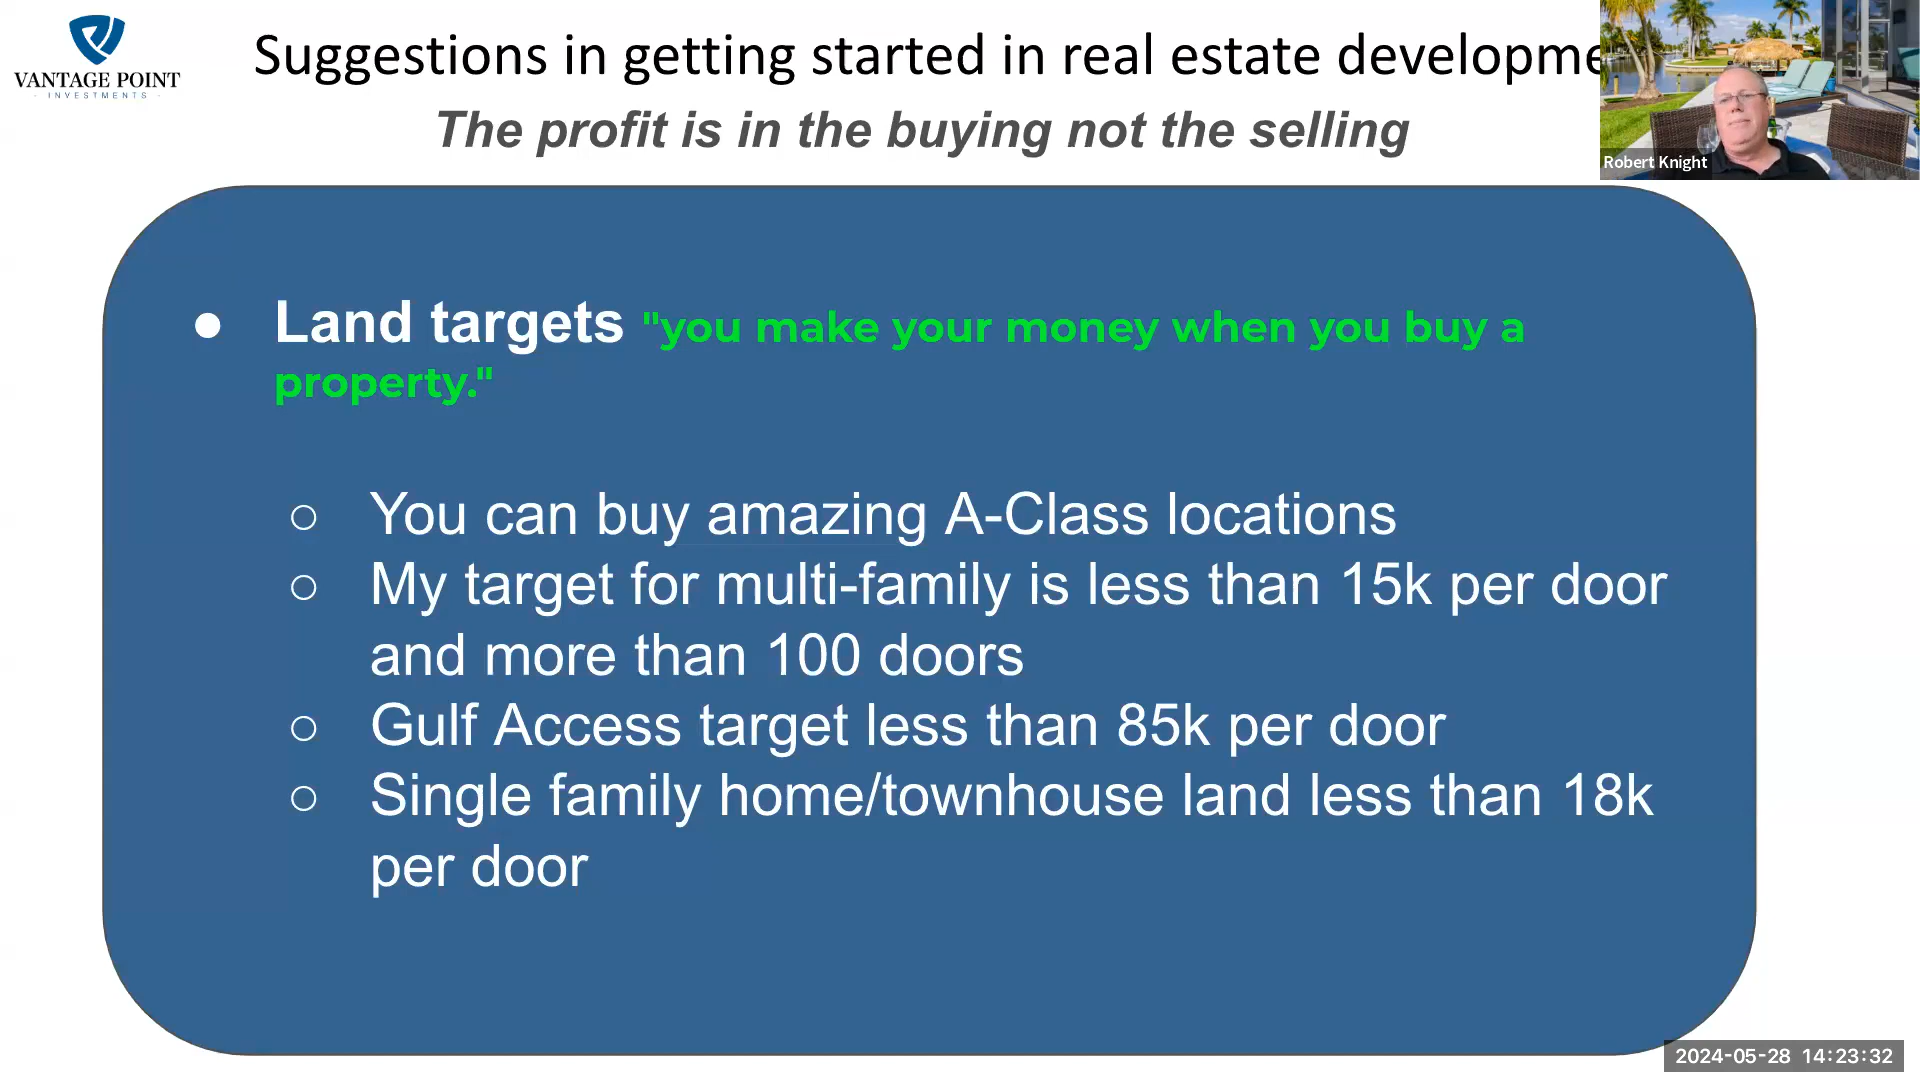 VANTAGE POINT
- INVESTMENTS -
Suggestions in getting started in real estate developme
The profit is in the buying not the selling
Robert Knight
● Land targets "you make your money when you buy a
property."
○ You can buy amazing A-Class locations
○ My target for multi-family is less than 15k per door
and more than 100 doors
○ Gulf Access target less than 85k per door
○ Single family home/townhouse land less than 18k
per door
2024-05-28 14:23:32